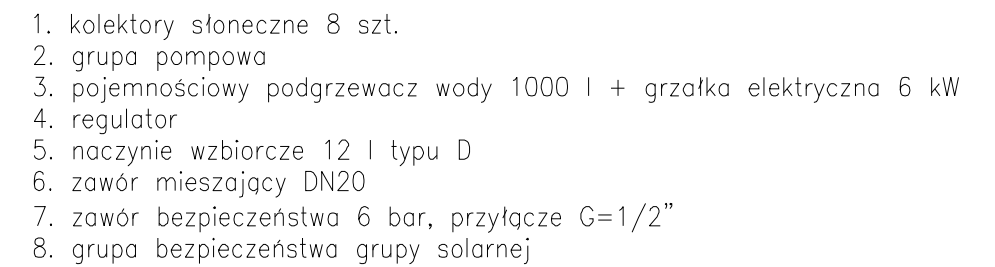 1. kolektory słoneczne 8 szt.
2. grupa pompowa
3. pojemnościowy podgrzewacz wody 1000 l + grzałka elektryczna 6 kW
4. regulator
5. naczynie wzbiorcze 12 l typu D
6. zawór mieszający DN20
7. zawór bezpieczeństwa 6 bar, przyłącze G=1/2”
8. grupa bezpieczeństwa grupy solarnej